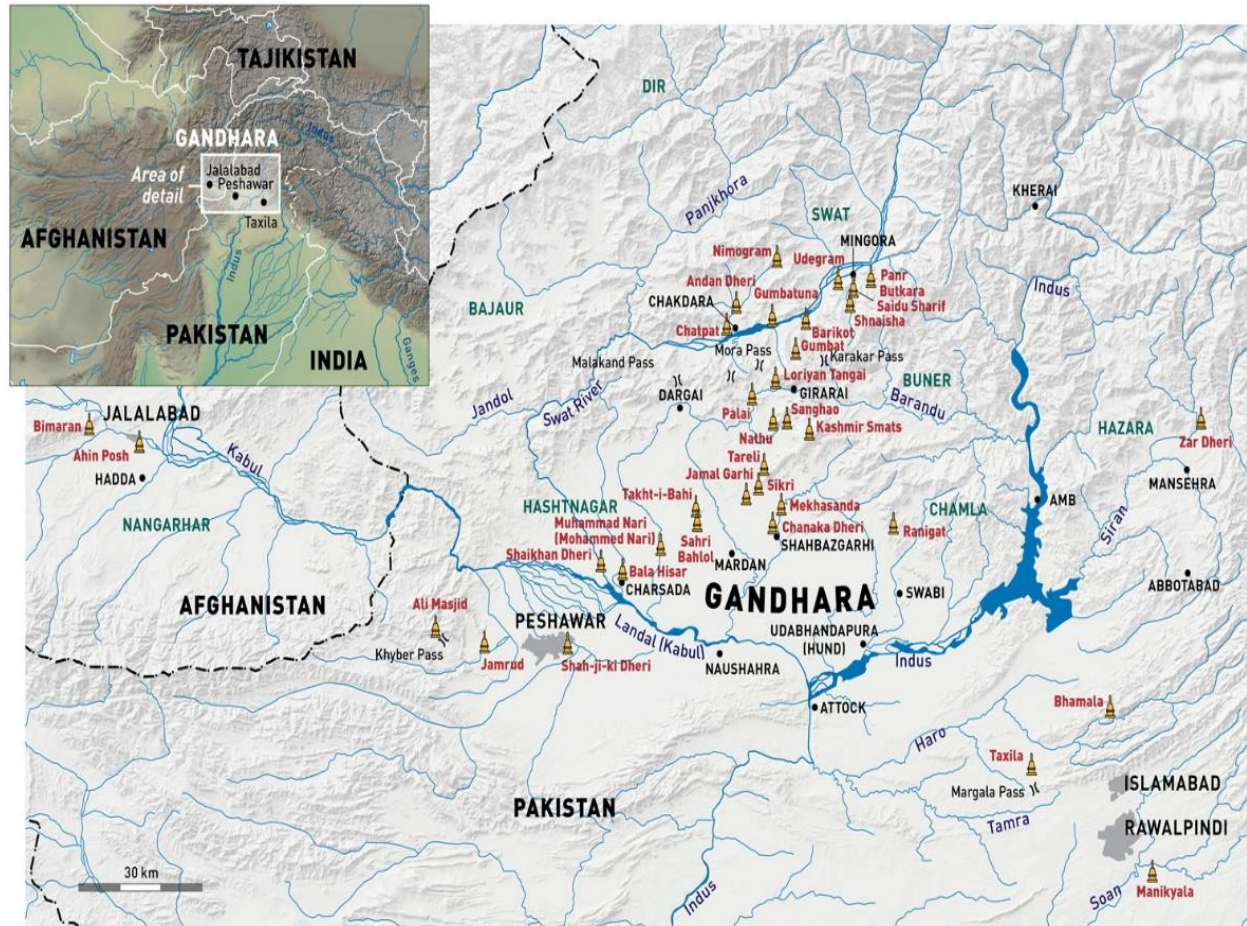 TAJIKISTAN
GANDHARA
Indus
Area of
detail
Jalalabad
Peshawar
Taxila
AFGHANISTAN
Indus
PAKISTAN
INDIA
Ganges
DIR
KHERAI
Panjkhora
SWAT
MINGORA
Nimogram
Udegram
Panr
Butkara
Saidu Sharif
Shnaisha
Indus
Andan Dheri
Gumbatuna
CHAKDARA
BAJAUR
Chatpat
Barikot
Mora Pass
Gumbat
Karakar Pass
Malakand Pass
Loriyan Tangai
BUNER
Jandol
Swat River
DARGAI
GIRARAI
Barandu
Palai
Sanghao
Nathu
Kashmir Smats
HAZARA
Zar Dheri
JALALABAD
Bimaran
Ahin Posh
HADDA
Kabul
Tareli
Jamal Garhi
Sikri
MANSEHRA
NANGARHAR
HASHTNAGAR
Takht-i-Bahi
Mekhasanda
CHAMLA
AMB
Siran
Muhammad Nari
(Mohammed Nari)
Chanaka Dheri
Ranigat
SHAHBAZGARHI
Sahri
Bahlol
Shaikhan Dheri
MARDAN
Bala Hisar
CHARSADA
ABBOTABAD
AFGHANISTAN
GANDHARA
SWABI
Ali Masjid
PESHAWAR
Landal (Kabul)
UDABHANDAPURA
(HUND)
Khyber Pass
Jamrud
Shah-ji-ki Dheri
NAUSHAHRA
Indus
ATTOCK
Bhamala
Haro
Taxila
Margala Pass
ISLAMABAD
PAKISTAN
Tamra
RAWALPINDI
30 km
Indus
Soan
Manikyala